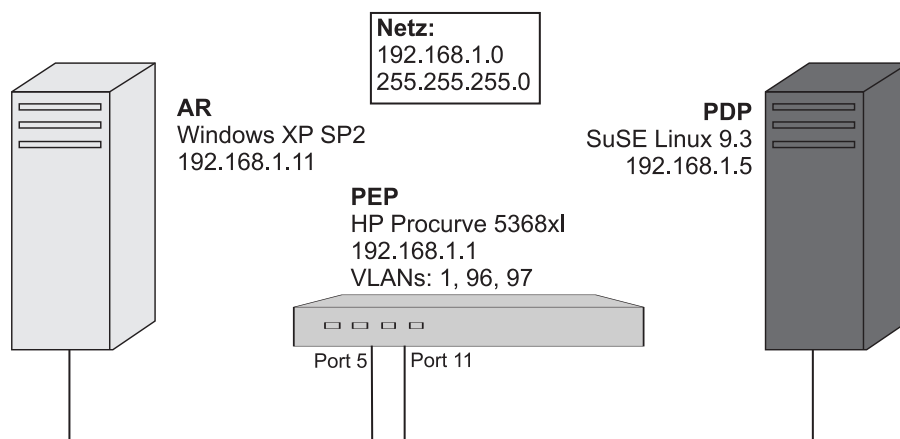 Netz:
192.168.1.0
255.255.255.0
AR
Windows XP SP2
192.168.1.11
PDP
SuSE Linux 9.3
192.168.1.5
PEP
HP Procurve 5368xl
192.168.1.1
VLANs: 1, 96, 97
Port 5
Port 11